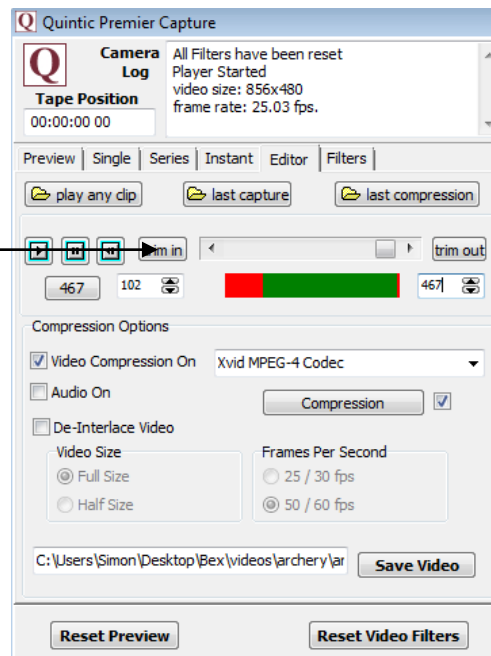 Q Quintic Premier Capture
Q
Camera Log
All Filters have been reset
Player Started
video size: 856x480
frame rate: 25.03 fps.
Tape Position
00:00:00 00
Preview Single Series Instant Editor Filters
play any clip last capture last compression
im in trim out
467 102 467
Compression Options
Video Compression On Xvid MPEG-4 Codec
Audio On
Compression
De-Interlace Video
Video Size Frames Per Second
Full Size 25 / 30 fps
Half Size 50 / 60 fps
C:\Users\Simon\Desktop\Bex\videos\archery\ar Save Video
Reset Preview Reset Video Filters